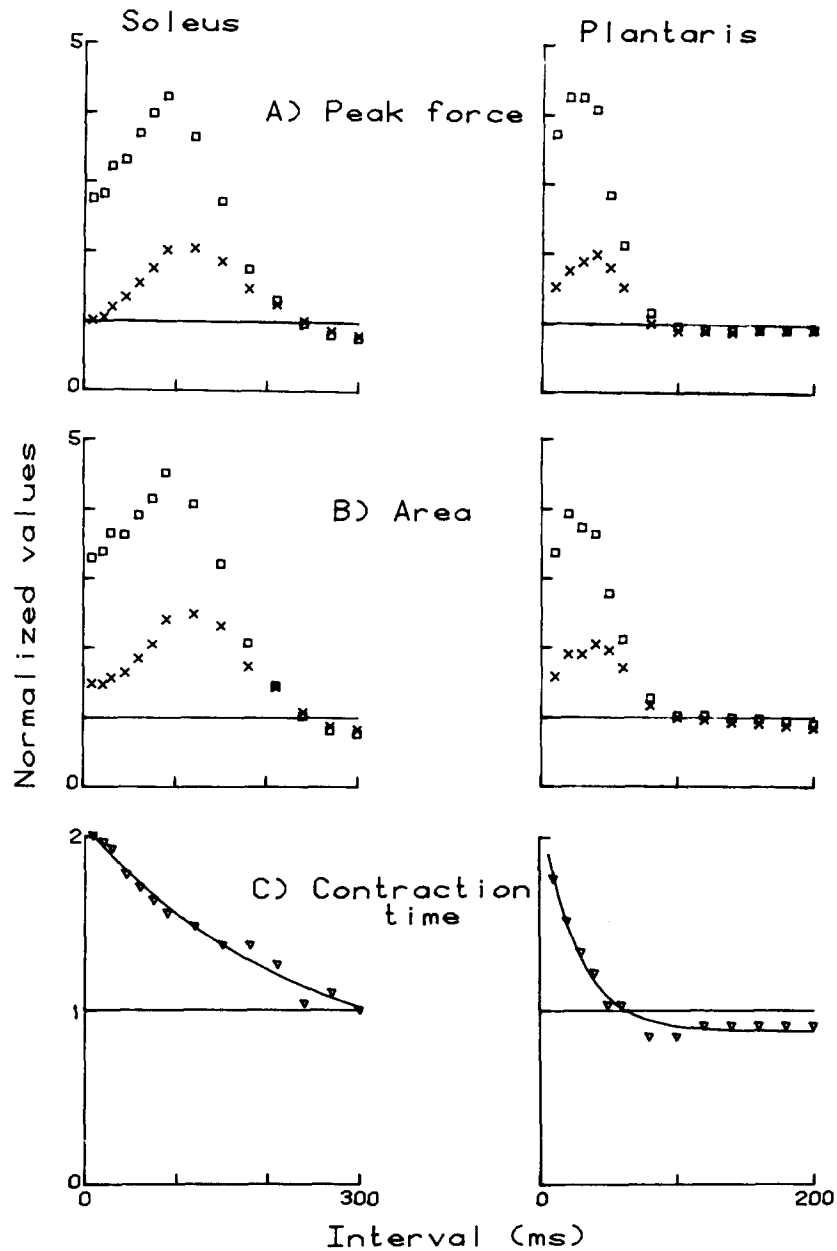 Soleus
Plantaris
5
A) Peak force
0
5
B) Area
0
Normalized values
2
C) Contraction
time
1
0
0
300
0
200
Interval (ms)